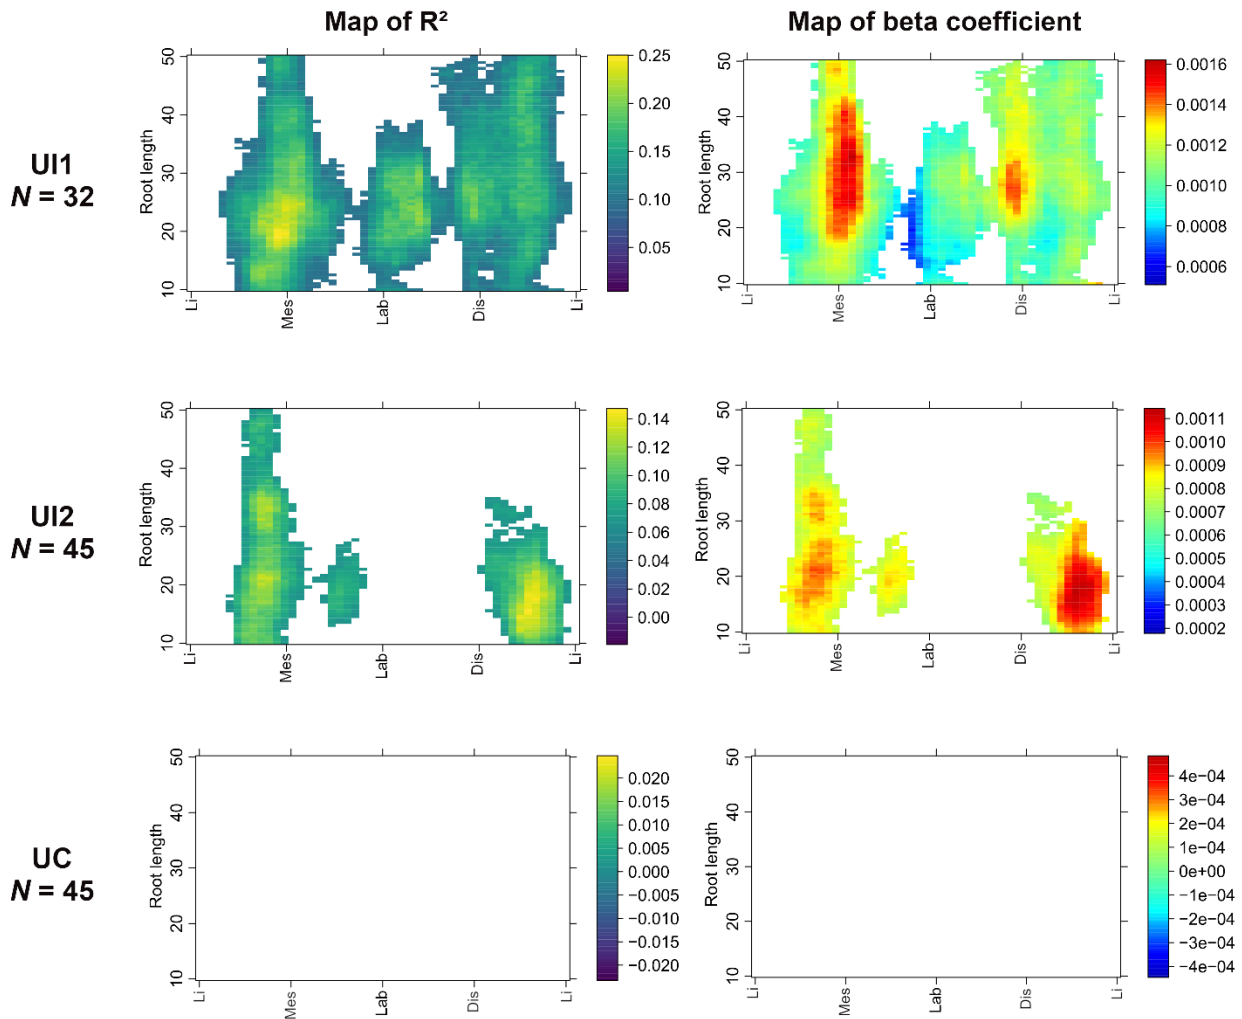 Map of R²
Map of beta coefficient
UI1
N = 32
Root length
10 20 30 40 50
Li Mes Lab Dis Li
0.25
0.20
0.15
0.10
0.05
Root length
10 20 30 40 50
Li Mes Lab Dis Li
0.0016
0.0014
0.0012
0.0010
0.0008
0.0006
UI2
N = 45
Root length
10 20 30 40 50
Li Mes Lab Dis Li
0.14
0.12
0.10
0.08
0.06
0.04
0.02
0.00
Root length
10 20 30 40 50
Li Mes Lab Dis Li
0.0011
0.0010
0.0009
0.0008
0.0007
0.0006
0.0005
0.0004
0.0003
0.0002
UC
N = 45
Root length
10 20 30 40 50
Li Mes Lab Dis Li
0.020
0.015
0.010
0.005
0.000
−0.005
−0.010
−0.015
−0.020
Root length
10 20 30 40 50
Li Mes Lab Dis Li
4e−04
3e−04
2e−04
1e−04
0e+00
−1e−04
−2e−04
−3e−04
−4e−04